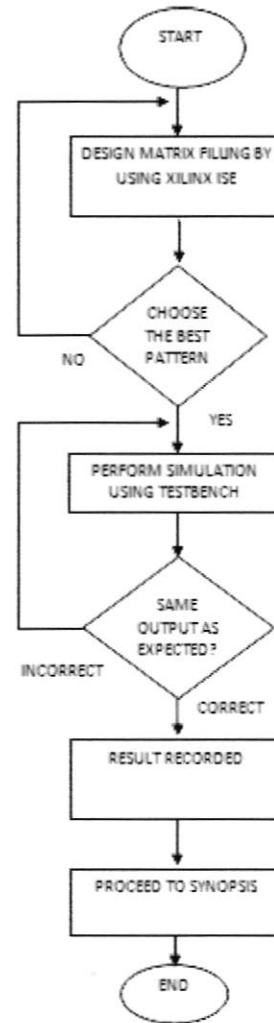 START
DESIGN MATRIX FILLING BY
USING XILINX ISE
CHOOSE
THE BEST
PATTERN
NO
YES
PERFORM SIMULATION
USING TESTBENCH
SAME
OUTPUT AS
EXPECTED?
INCORRECT
CORRECT
RESULT RECORDED
PROCEED TO SYNOPSIS
END